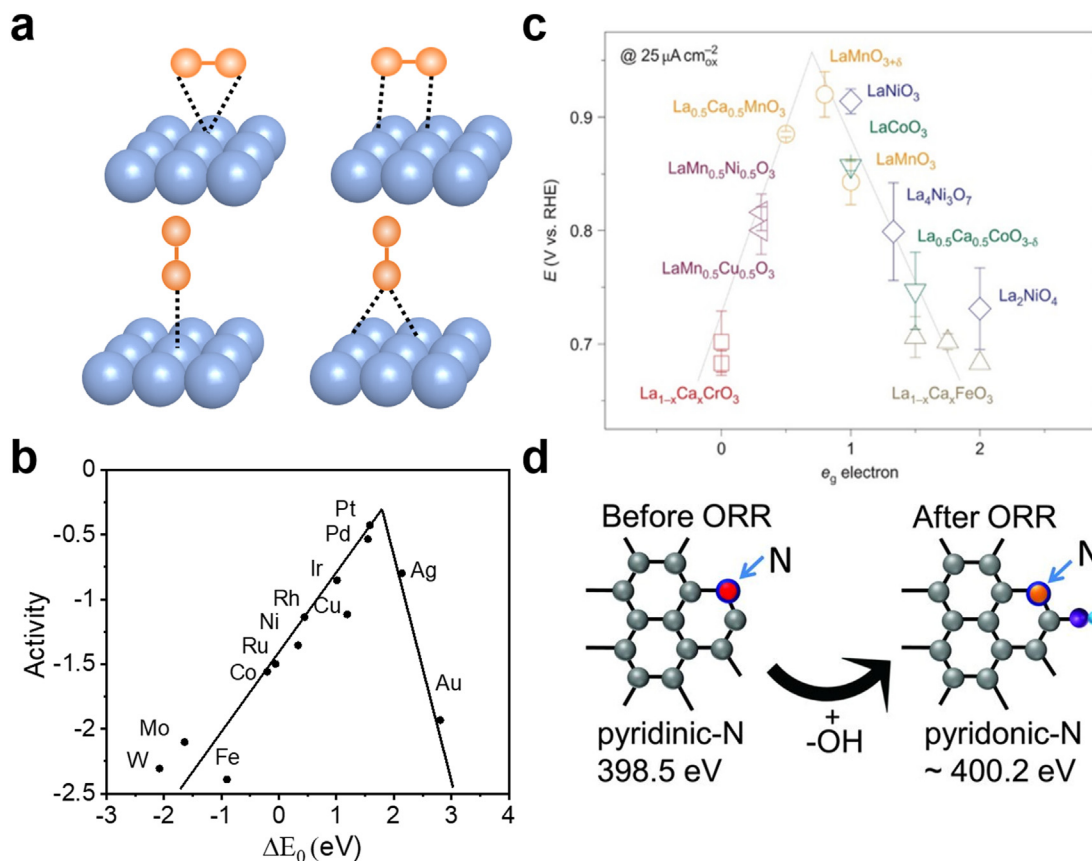 a
c
@ 25 μA cm⁻²ₒₓ
LaMnO₃₊δ
LaNiO₃
La₀.₅Ca₀.₅MnO₃
LaCoO₃
LaMnO₃
LaMn₀.₅Ni₀.₅O₃
La₄Ni₃O₇
La₀.₅Ca₀.₅CoO₃₋δ
LaMn₀.₅Cu₀.₅O₃
La₂NiO₄
La₁₋ₓCaₓCrO₃
La₁₋ₓCaₓFeO₃
E (V vs. RHE)
0.9
0.8
0.7
0 1 2
e_g electron
b
Activity
0
-0.5
-1.0
-1.5
-2.0
-2.5
Pt
Pd
Ag
Ir
Rh
Cu
Ni
Ru
Co
Au
Mo
W
Fe
-3 -2 -1 0 1 2 3 4
ΔE₀ (eV)
d
Before ORR
After ORR
N
N
+
-OH
pyridinic-N
398.5 eV
pyridonic-N
~ 400.2 eV